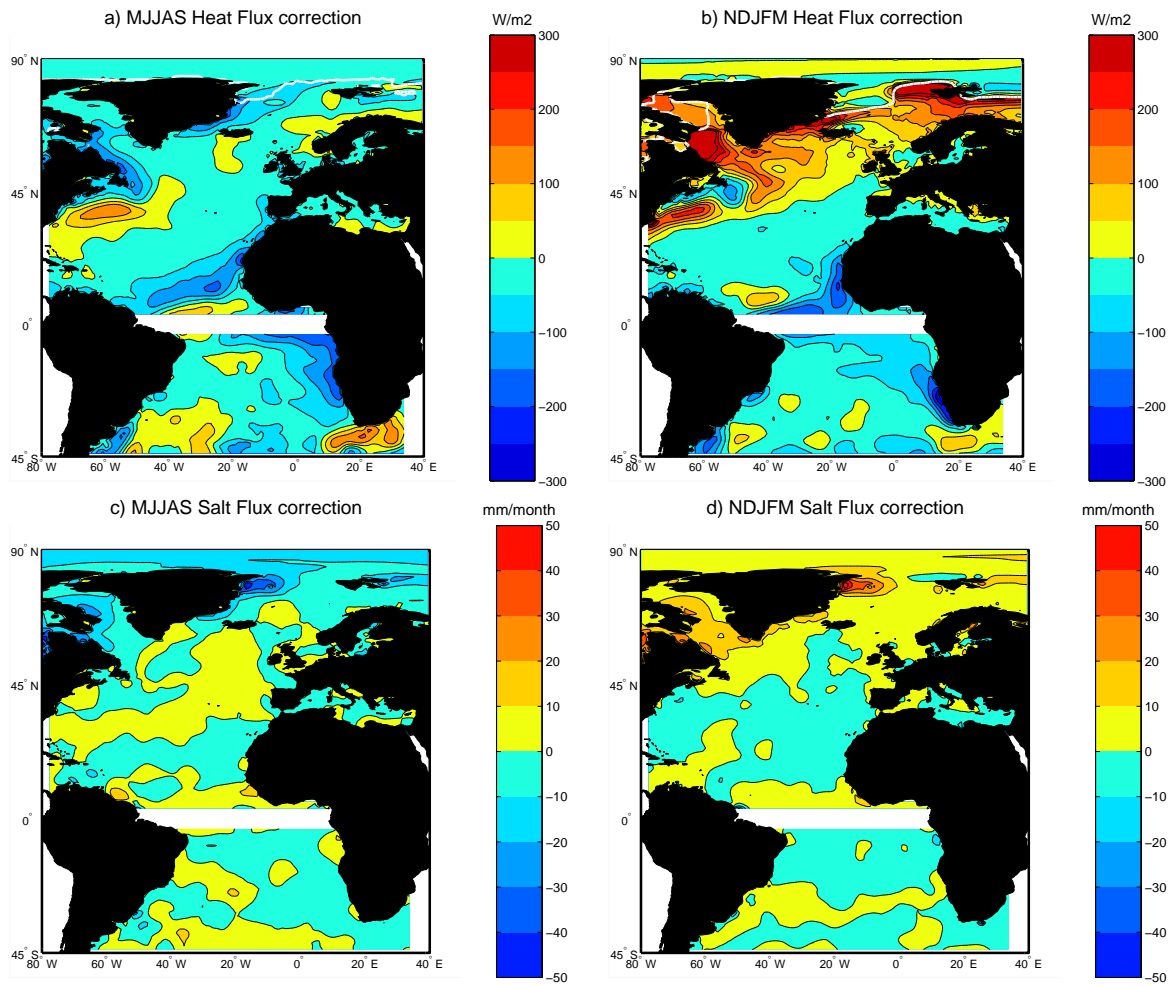 a) MJJAS Heat Flux correction
W/m2
90° N
45° N
0°
45° S
80° W 60° W 40° W 20° W 0° 20° E 40° E
300
200
100
0
−100
−200
−300
b) NDJFM Heat Flux correction
W/m2
90° N
45° N
0°
45° S
80° W 60° W 40° W 20° W 0° 20° E 40° E
300
200
100
0
−100
−200
−300
c) MJJAS Salt Flux correction
mm/month
90° N
45° N
0°
45° S
80° W 60° W 40° W 20° W 0° 20° E 40° E
50
40
30
20
10
0
−10
−20
−30
−40
−50
d) NDJFM Salt Flux correction
mm/month
90° N
45° N
0°
45° S
80° W 60° W 40° W 20° W 0° 20° E 40° E
50
40
30
20
10
0
−10
−20
−30
−40
−50